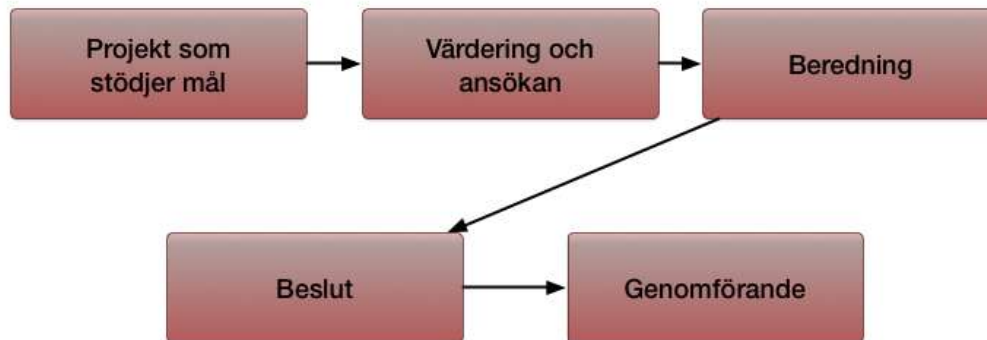 Projekt som
stödjer mål
Värdering och
ansökan
Beredning
Beslut
Genomförande